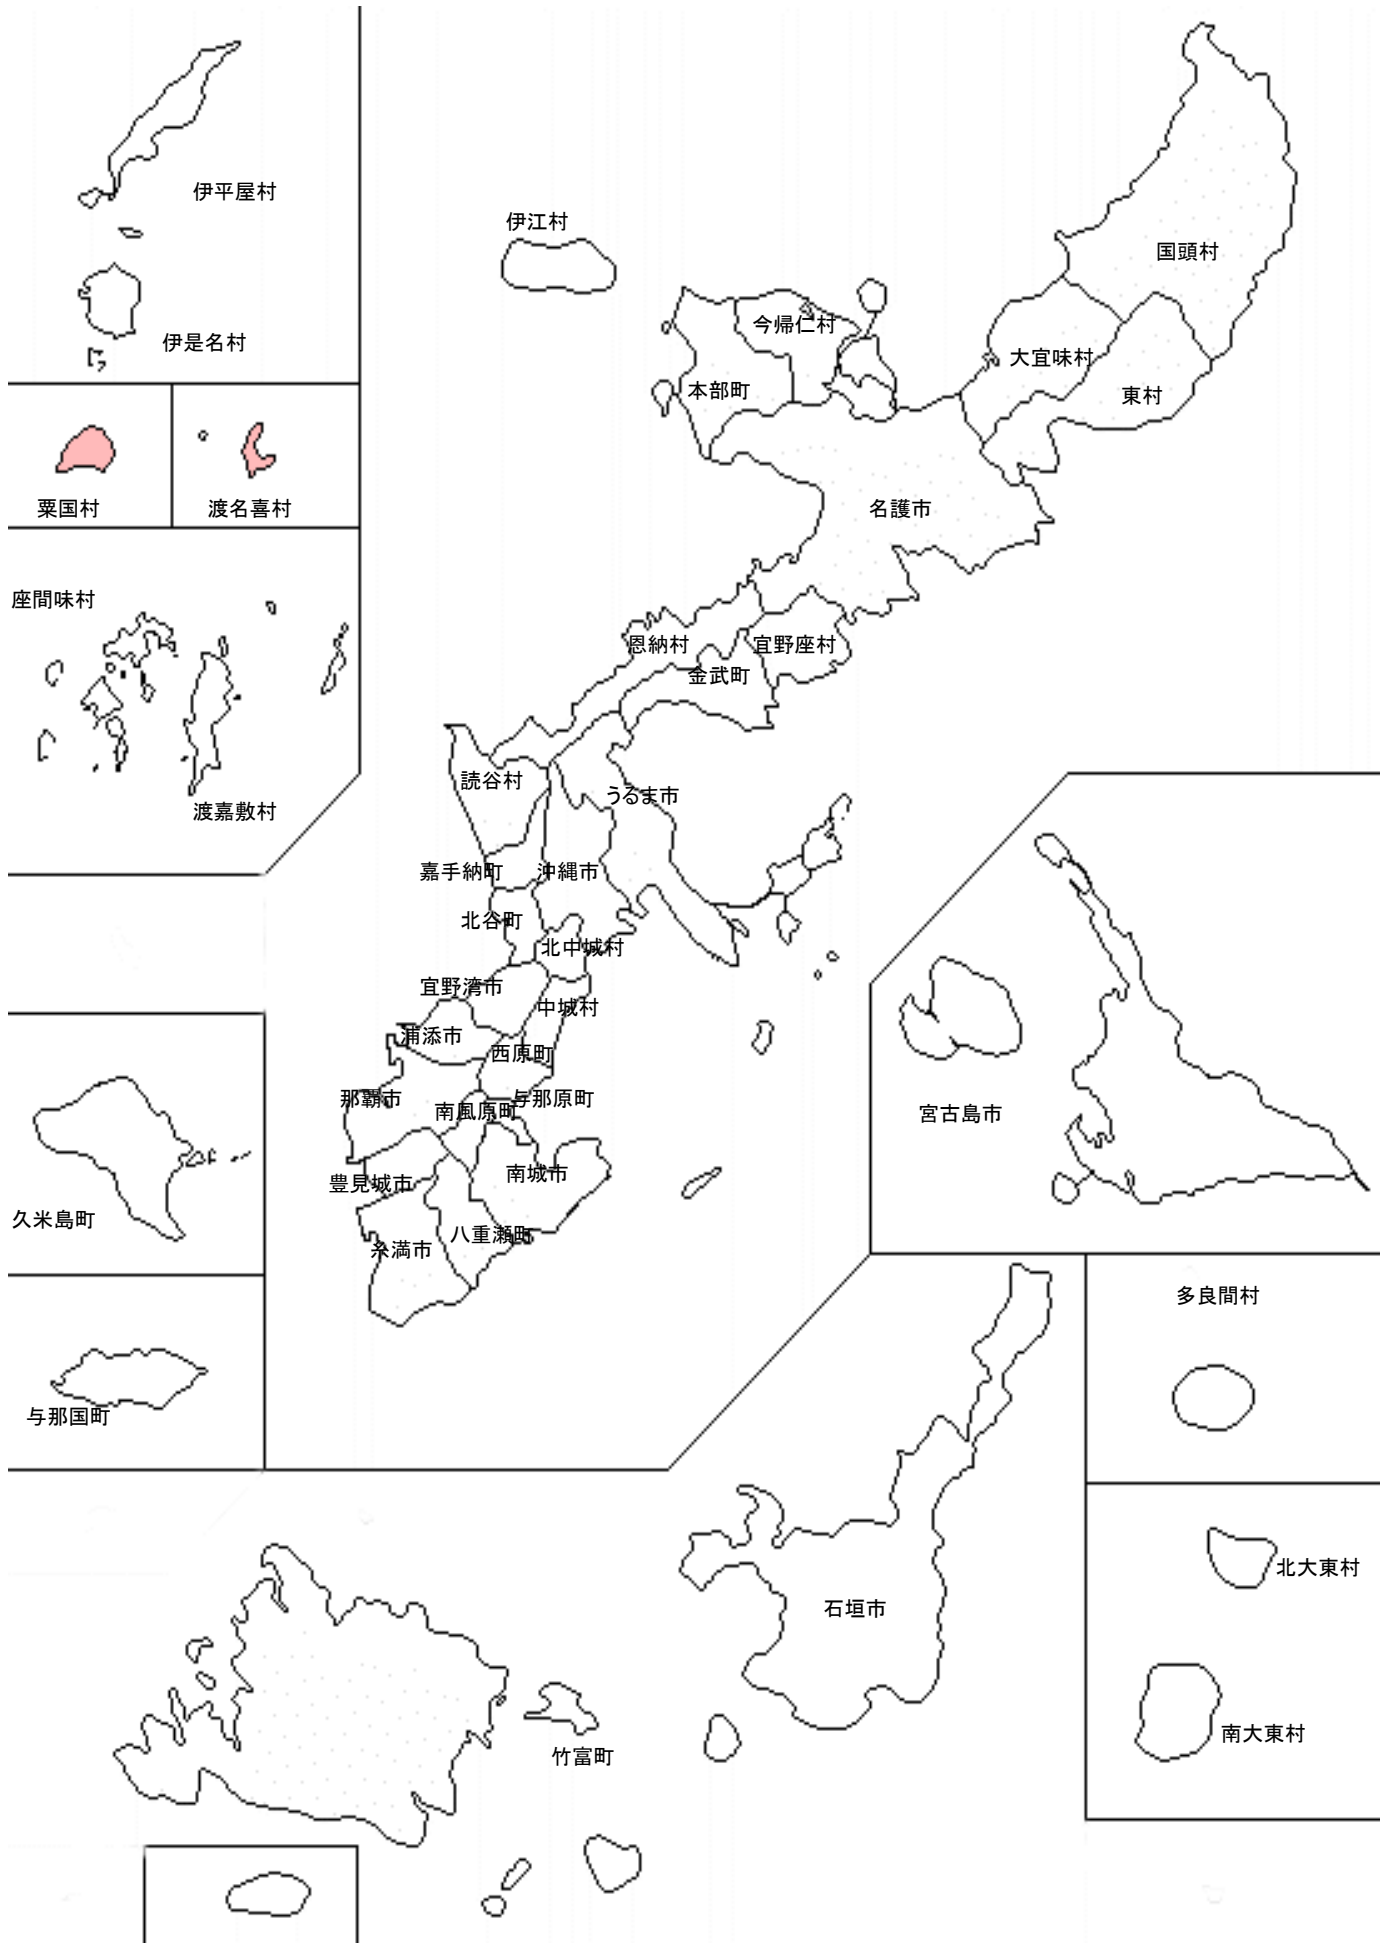 伊平屋村
伊江村
国頭村
今帰仁村
伊是名村
大宜味村
本部町
東村
粟国村
渡名喜村
名護市
座間味村
恩納村
宜野座村
金武町
読谷村
うるま市
渡嘉敷村
嘉手納町
沖縄市
北谷町
北中城村
宜野湾市
中城村
浦添市
西原町
那覇市
与那原町
南風原町
宮古島市
南城市
豊見城市
久米島町
八重瀬町
糸満市
多良間村
与那国町
北大東村
石垣市
南大東村
竹富町